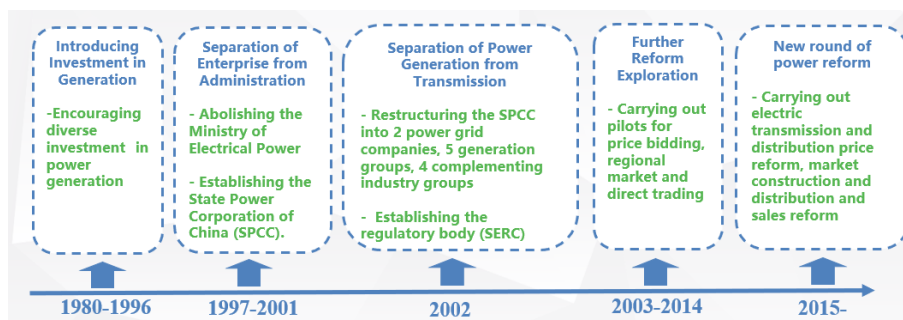 Introducing
Investment in
Generation
-Encouraging
diverse
investment in
power
generation
Separation of
Enterprise from
Administration
- Abolishing the
Ministry of
Electrical Power
- Establishing the
State Power
Corporation of
China (SPCC).
Separation of Power
Generation from
Transmission
- Restructuring the SPCC
into 2 power grid
companies, 5 generation
groups, 4 complementing
industry groups
- Establishing the
regulatory body (SERC)
Further
Reform
Exploration
- Carrying out
pilots for
price bidding,
regional
market and
direct trading
New round of
power reform
- Carrying out
electric
transmission and
distribution price
reform, market
construction and
distribution and
sales reform
1980-1996
1997-2001
2002
2003-2014
2015-